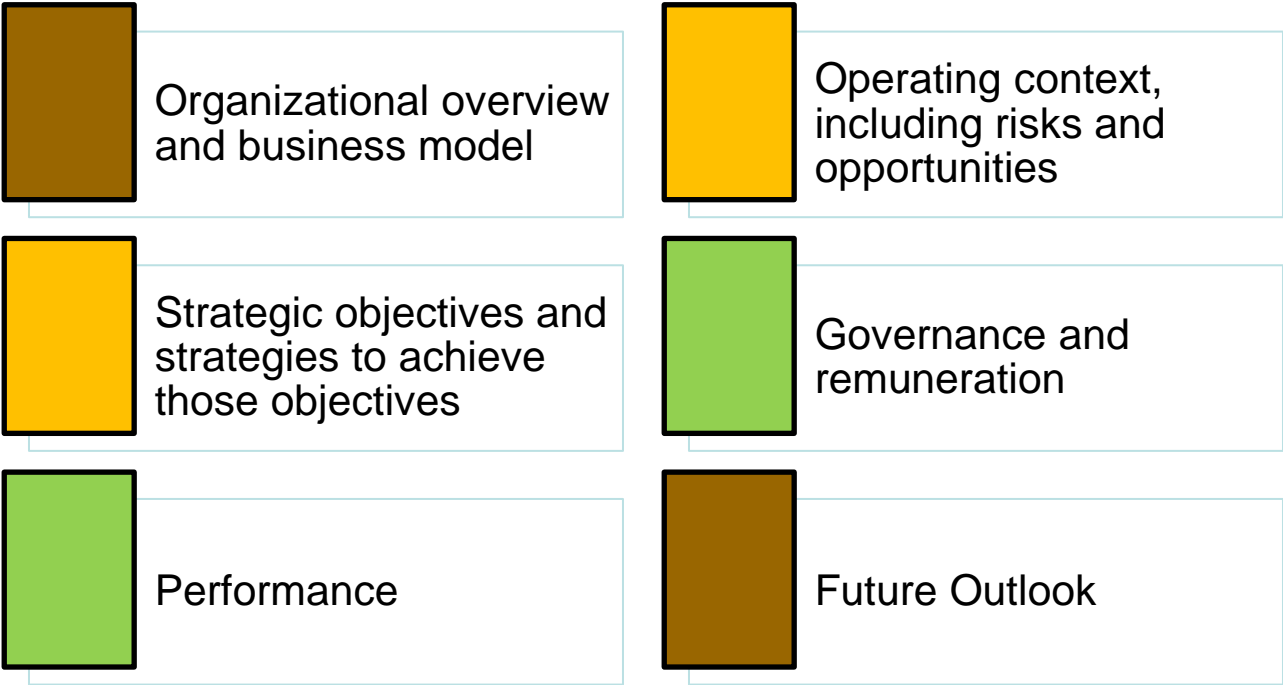 Organizational overview
and business model
Operating context,
including risks and
opportunities
Strategic objectives and
strategies to achieve
those objectives
Governance and
remuneration
Performance
Future Outlook